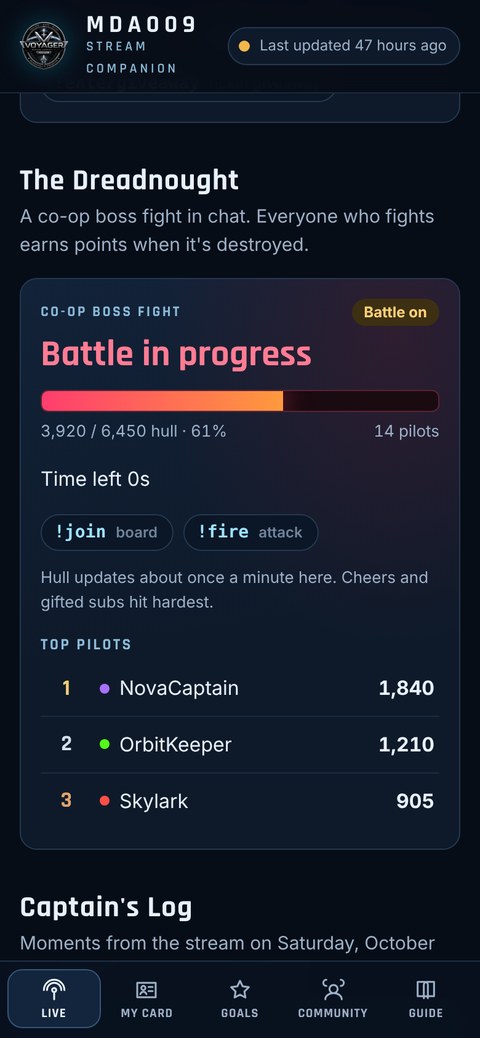 VOYAGER
MDA009
STREAM
COMPANION
Last updated 47 hours ago
The Dreadnought
A co-op boss fight in chat. Everyone who fights
earns points when it's destroyed.
CO-OP BOSS FIGHT
Battle on
Battle in progress
3,920 / 6,450 hull · 61%
14 pilots
Time left 0s
!join board
!fire attack
Hull updates about once a minute here. Cheers and
gifted subs hit hardest.
TOP PILOTS
1 NovaCaptain 1,840
2 OrbitKeeper 1,210
3 Skylark 905
Captain's Log
Moments from the stream on Saturday, October
LIVE
MY CARD
GOALS
COMMUNITY
GUIDE